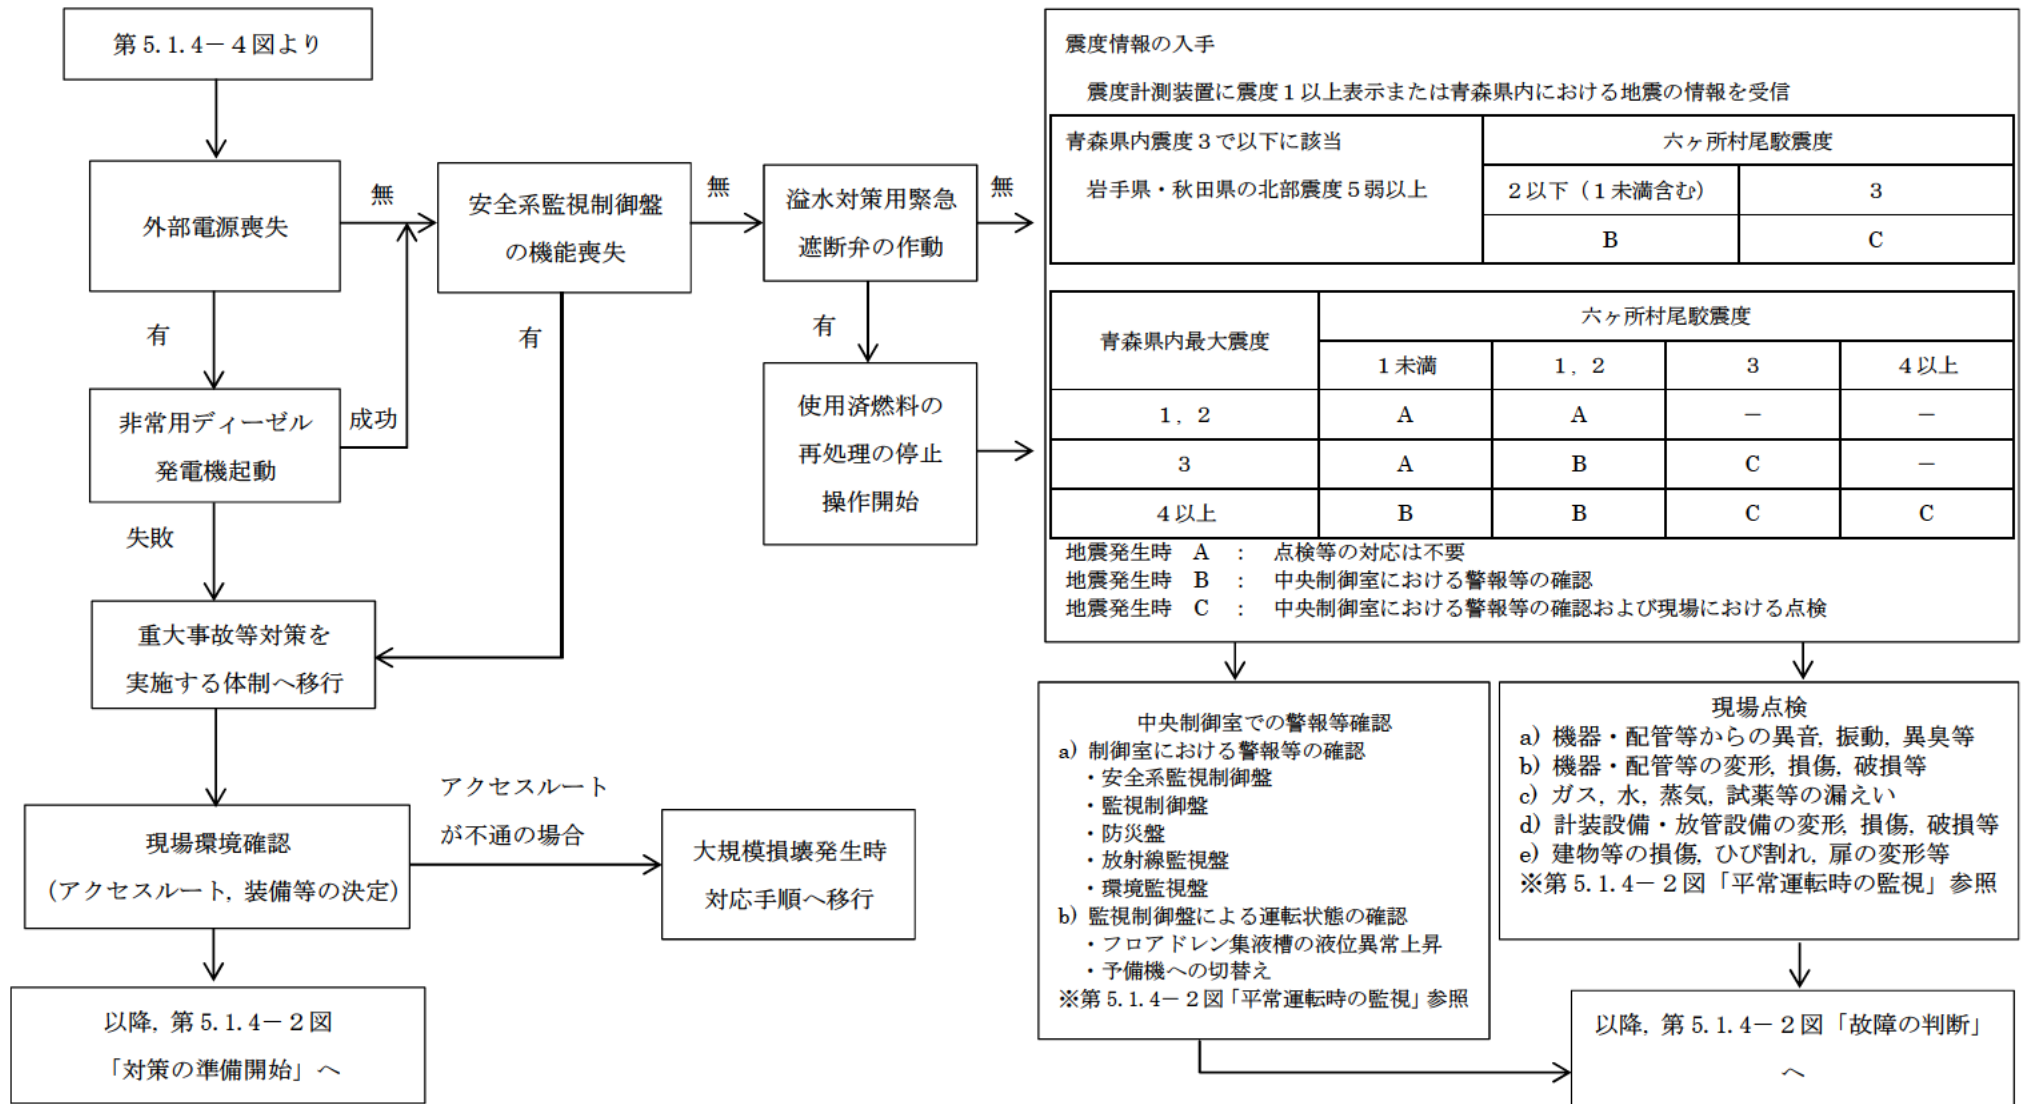 第5.1.4－4図より
外部電源喪失
無
有
非常用ディーゼル
発電機起動
成功
失敗
安全系監視制御盤
の機能喪失
無
有
溢水対策用緊急
遮断弁の作動
無
有
使用済燃料の
再処理の停止
操作開始
重大事故等対策を
実施する体制へ移行
現場環境確認
(アクセスルート, 装備等の決定)
アクセスルート
が不通の場合
大規模損壊発生時
対応手順へ移行
以降, 第5.1.4－2図
「対策の準備開始」へ
震度情報の入手
震度計測装置に震度1以上表示または青森県内における地震の情報を受信
青森県内震度3で以下に該当
岩手県・秋田県の北部震度5弱以上
六ヶ所村尾駮震度
2以下（1未満含む） 3
B C
青森県内最大震度
六ヶ所村尾駮震度
1未満 1，2 3 4以上
1，2 A A － －
3 A B C －
4以上 B B C C
地震発生時 A ： 点検等の対応は不要
地震発生時 B ： 中央制御室における警報等の確認
地震発生時 C ： 中央制御室における警報等の確認および現場における点検
中央制御室での警報等確認
a) 制御室における警報等の確認
・安全系監視制御盤
・監視制御盤
・防災盤
・放射線監視盤
・環境監視盤
b) 監視制御盤による運転状態の確認
・フロアドレン集液槽の液位異常上昇
・予備機への切替え
※第5.1.4－2図「平常運転時の監視」参照
現場点検
a) 機器・配管等からの異音, 振動, 異臭等
b) 機器・配管等の変形, 損傷, 破損等
c) ガス, 水, 蒸気, 試薬等の漏えい
d) 計装設備・放管設備の変形, 損傷, 破損等
e) 建物等の損傷, ひび割れ, 扉の変形等
※第5.1.4－2図「平常運転時の監視」参照
以降, 第5.1.4－2図「故障の判断」
へ